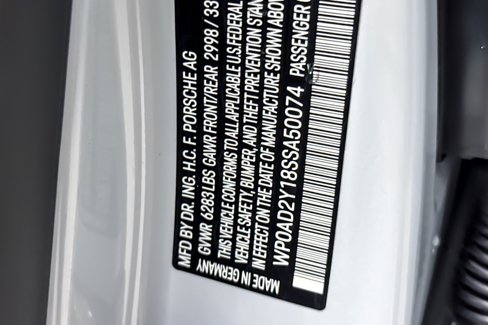 MFD BY DR. ING. H.C. F. PORSCHE AG
GVWR 6283 LBS GAWR FRONT/REAR 2998 / 33
THIS VEHICLE CONFORMS TO ALL APPLICABLE U.S. FEDERAL
VEHICLE SAFETY, BUMPER, AND THEFT PREVENTION STAN
IN EFFECT ON THE DATE OF MANUFACTURE SHOWN ABOV
WP0AD2Y18SSA50074 PASSENGER C
MADE IN GERMANY